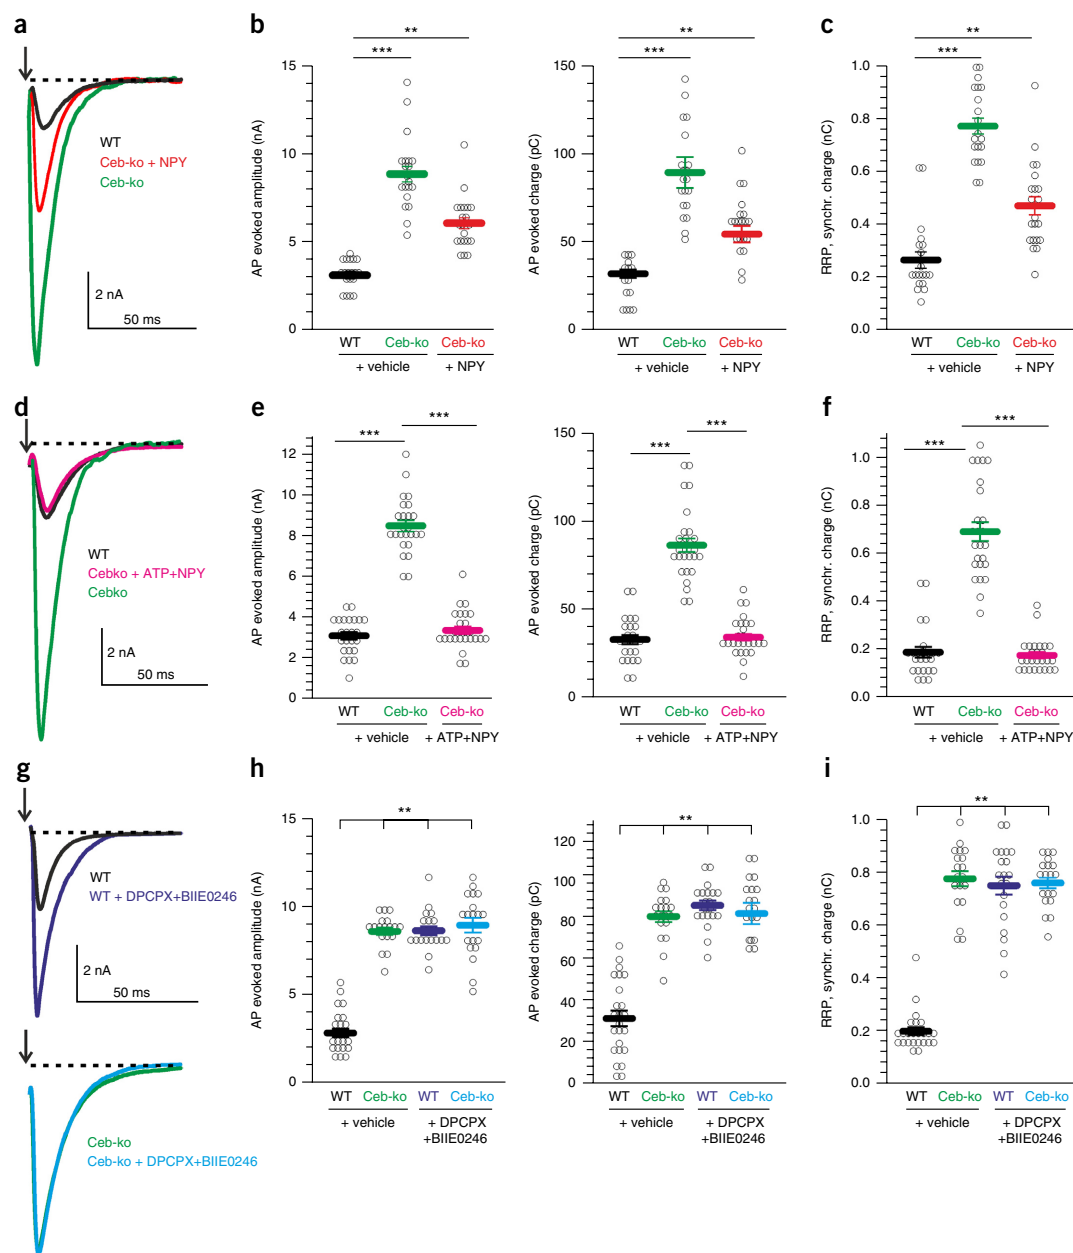 a
WT
Ceb-ko + NPY
Ceb-ko
2 nA
50 ms
b
AP evoked amplitude (nA)
15
10
5
0
***
**
WT Ceb-ko Ceb-ko
+ vehicle + NPY
AP evoked charge (pC)
150
100
50
0
***
**
WT Ceb-ko Ceb-ko
+ vehicle + NPY
c
RRP, synchr. charge (nC)
1.0
0.8
0.6
0.4
0.2
0.0
**
***
WT Ceb-ko Ceb-ko
+ vehicle + NPY
d
WT
Cebko + ATP+NPY
Cebko
2 nA
50 ms
e
AP evoked amplitude (nA)
12
10
8
6
4
2
0
***
***
WT Ceb-ko Ceb-ko
+ vehicle + ATP+NPY
AP evoked charge (pC)
150
100
50
0
***
***
WT Ceb-ko Ceb-ko
+ vehicle + ATP+NPY
f
RRP, synchr. charge (nC)
1.0
0.8
0.6
0.4
0.2
0.0
***
***
WT Ceb-ko Ceb-ko
+ vehicle + ATP+NPY
g
WT
WT + DPCPX+BIIE0246
2 nA
50 ms
Ceb-ko
Ceb-ko + DPCPX+BIIE0246
h
AP evoked amplitude (nA)
15
10
5
0
**
WT Ceb-ko WT Ceb-ko
+ vehicle + DPCPX
+BIIE0246
AP evoked charge (pC)
120
100
80
60
40
20
0
**
WT Ceb-ko WT Ceb-ko
+ vehicle + DPCPX
+BIIE0246
i
RRP, synchr. charge (nC)
1.0
0.8
0.6
0.4
0.2
0.0
**
WT Ceb-ko WT Ceb-ko
+ vehicle + DPCPX
+BIIE0246